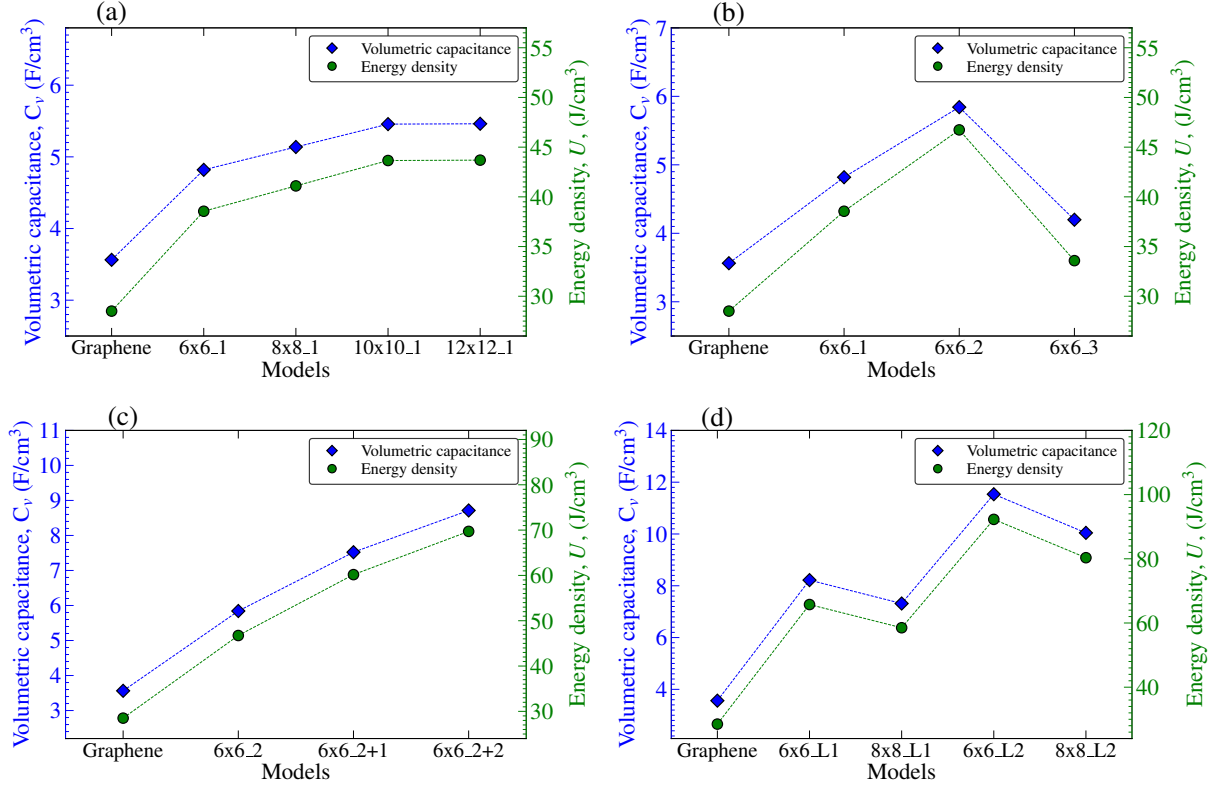 (a)
Volumetric capacitance, Cᵥ (F/cm³)
6
5
4
3
Volumetric capacitance
Energy density
55
50
45
40
35
30
Energy density, U, (J/cm³)
Graphene 6x6_1 8x8_1 10x10_1 12x12_1
Models
(b)
Volumetric capacitance, Cᵥ (F/cm³)
7
6
5
4
3
Volumetric capacitance
Energy density
55
50
45
40
35
30
Energy density, U, (J/cm³)
Graphene 6x6_1 6x6_2 6x6_3
Models
(c)
Volumetric capacitance, Cᵥ (F/cm³)
11
10
9
8
7
6
5
4
3
Volumetric capacitance
Energy density
90
80
70
60
50
40
30
Energy density, U, (J/cm³)
Graphene 6x6_2 6x6_2+1 6x6_2+2
Models
(d)
Volumetric capacitance, Cᵥ (F/cm³)
14
12
10
8
6
4
Volumetric capacitance
Energy density
120
100
80
60
40
Energy density, U, (J/cm³)
Graphene 6x6_L1 8x8_L1 6x6_L2 8x8_L2
Models